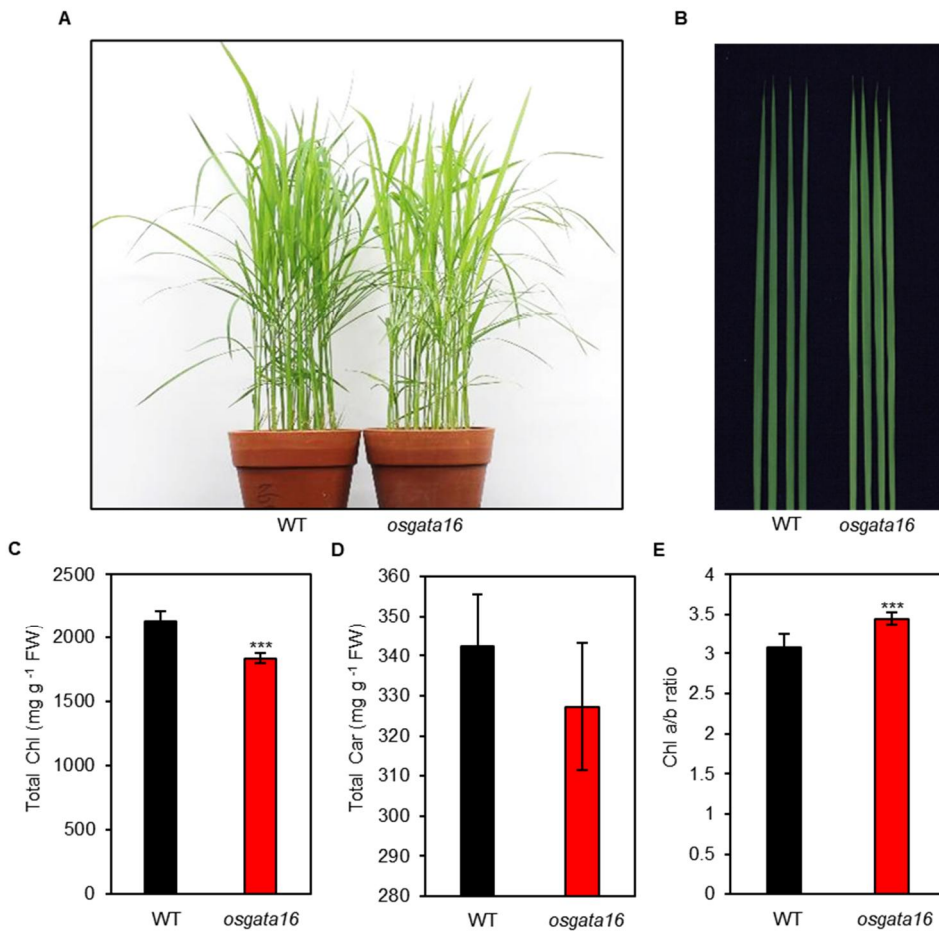 A
B
WT
osgata16
WT
osgata16
C
D
E
Total Chl (mg g -1 FW)
2500
2000
1500
1000
500
0
***
WT
osgata16
Total Car (mg g -1 FW)
360
350
340
330
320
310
300
290
280
WT
osgata16
Chl a/b ratio
4
3.5
3
2.5
2
1.5
1
0.5
0
***
WT
osgata16